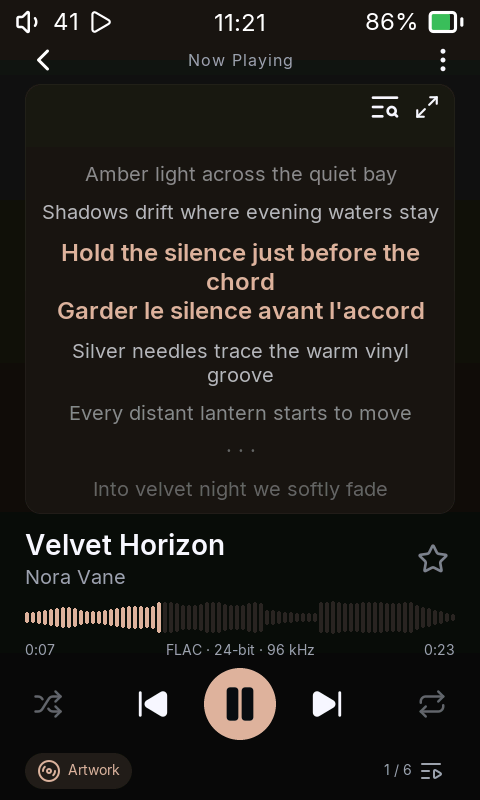 41 11:21 86%
Now Playing
Amber light across the quiet bay
Shadows drift where evening waters stay
Hold the silence just before the
chord
Garder le silence avant l'accord
Silver needles trace the warm vinyl
groove
Every distant lantern starts to move
· · ·
Into velvet night we softly fade
Velvet Horizon
Nora Vane
0:07 FLAC · 24-bit · 96 kHz 0:23
Artwork 1 / 6